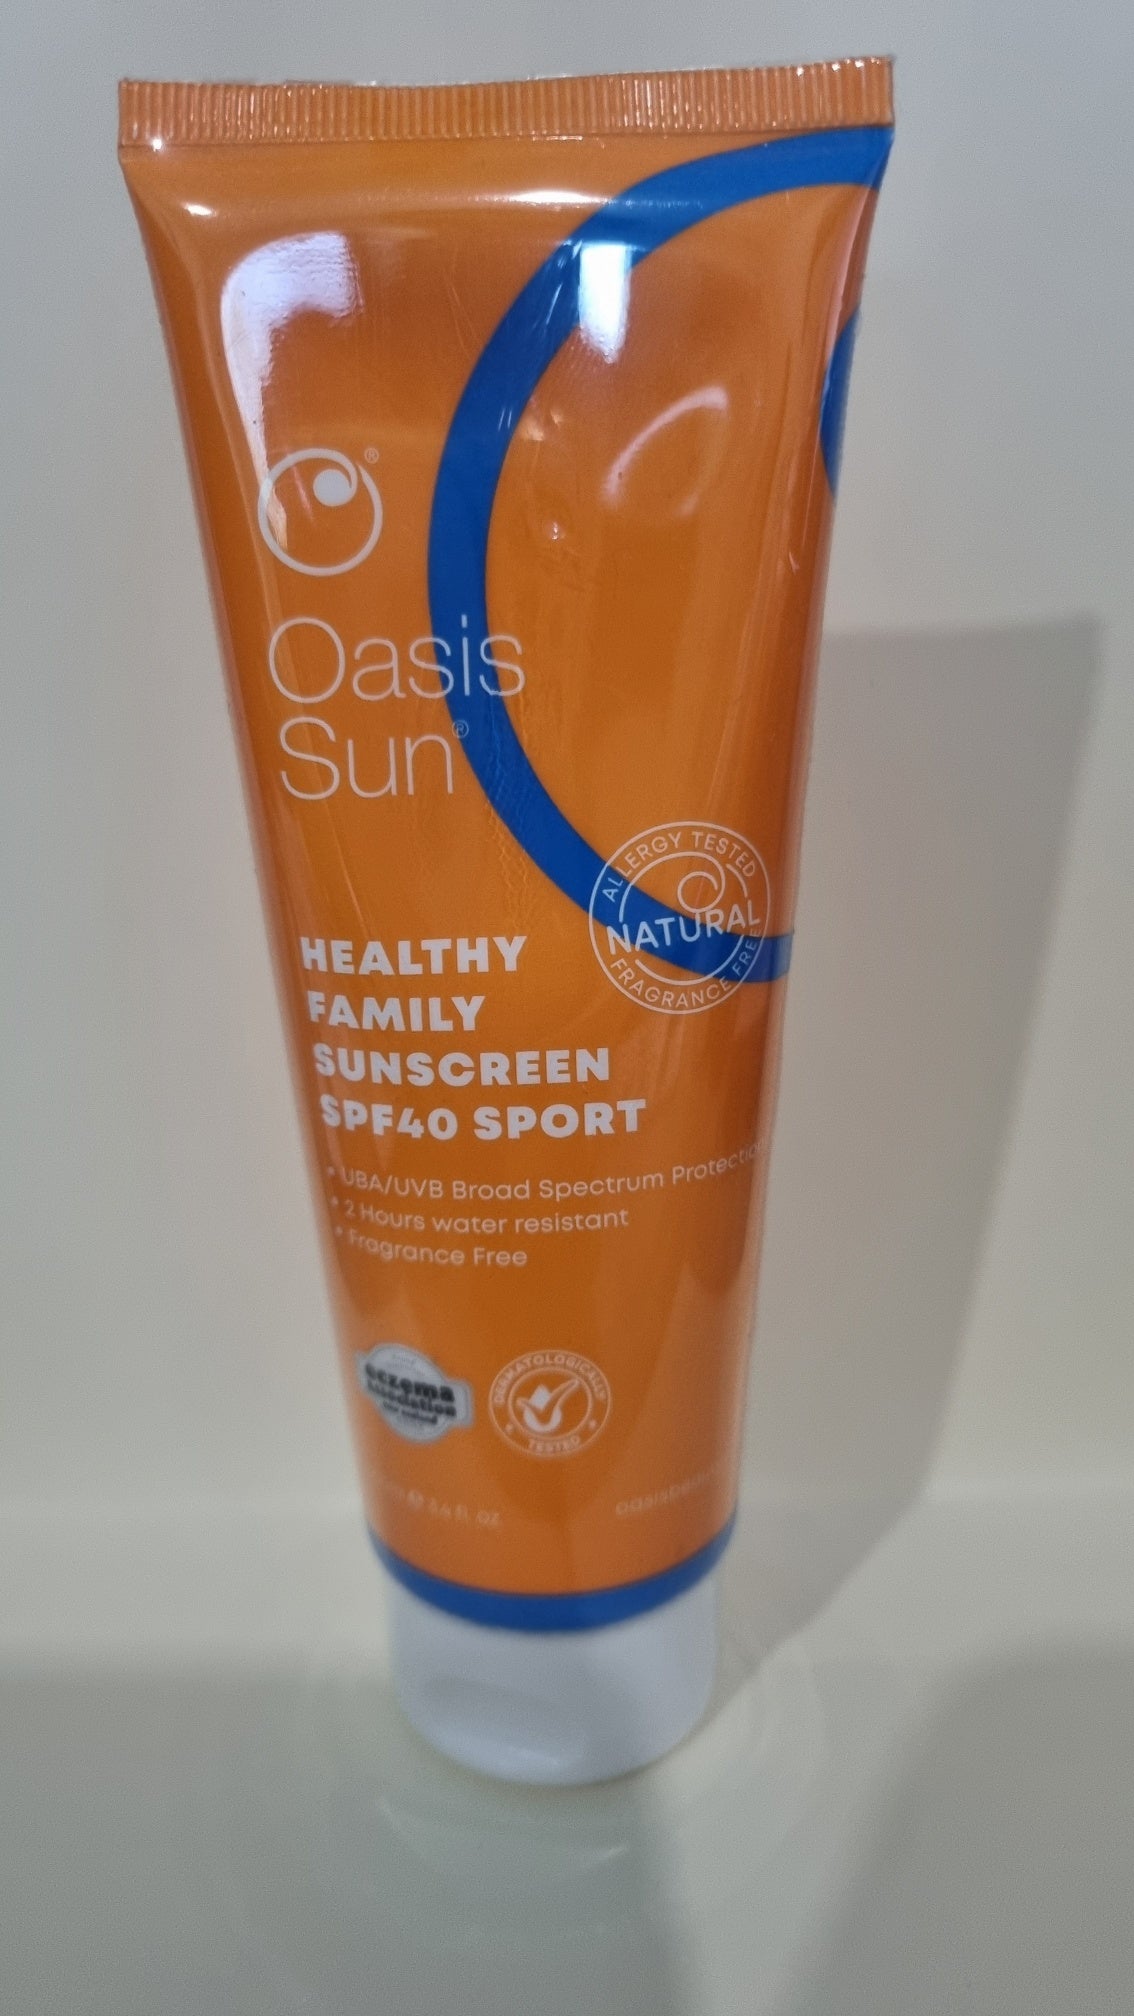 Oasis
Sun®
ALLERGY TESTED
NATURAL
FRAGRANCE FREE
HEALTHY
FAMILY
SUNSCREEN
SPF40 SPORT
• UBA/UVB Broad Spectrum Protection
• 2 Hours water resistant
• Fragrance Free
eczema
association
DERMATOLOGICALLY
TESTED
3.4 fl. oz